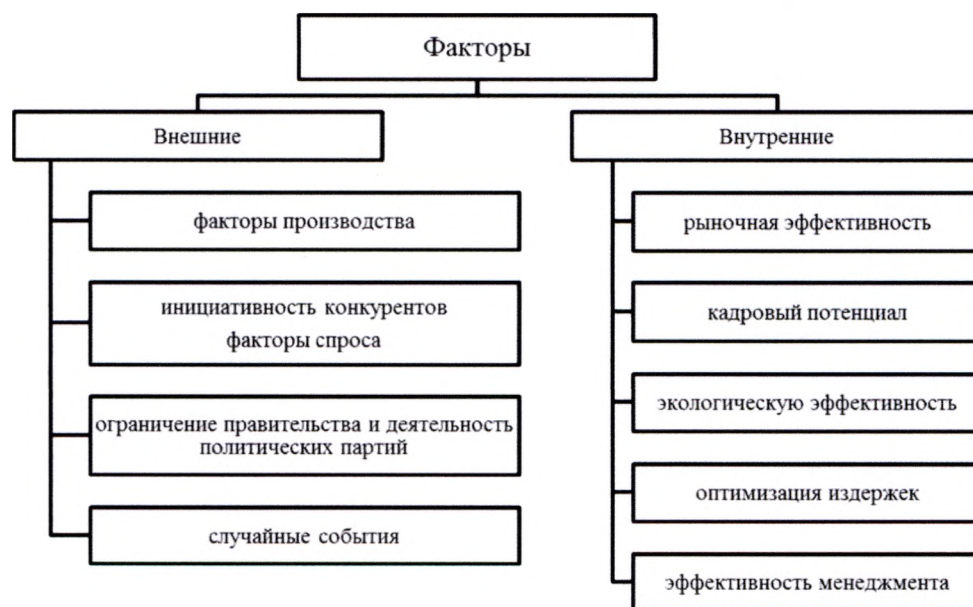 Факторы
Внешние
факторы производства
инициативность конкурентов
факторы спроса
ограничение правительства и деятельность
политических партий
случайные события
Внутренние
рыночная эффективность
кадровый потенциал
экологическую эффективность
оптимизация издержек
эффективность менеджмента